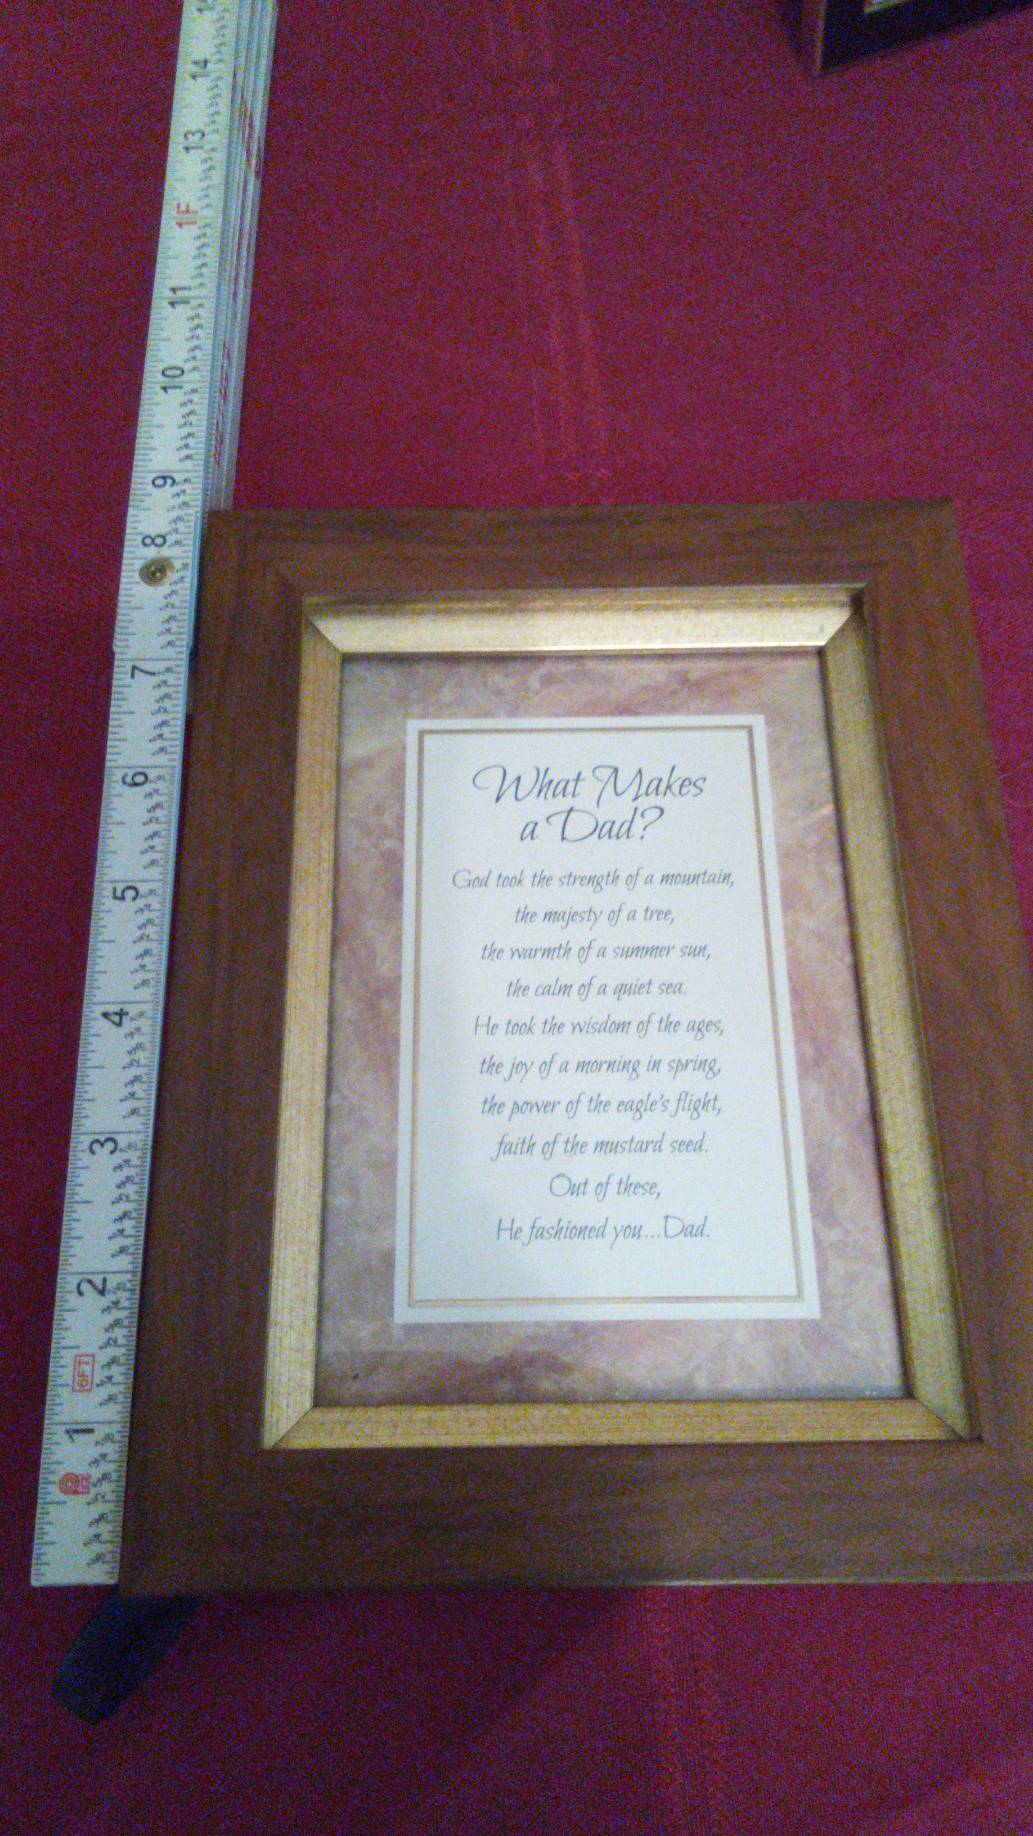 What Makes
a Dad?
God took the strength of a mountain,
the majesty of a tree,
the warmth of a summer sun,
the calm of a quiet sea.
He took the wisdom of the ages,
the joy of a morning in spring,
the power of the eagle's flight,
faith of the mustard seed.
Out of these,
He fashioned you...Dad.
1
6FT
2
3
4
5
6
7
8
9
10
11
1F
13
14